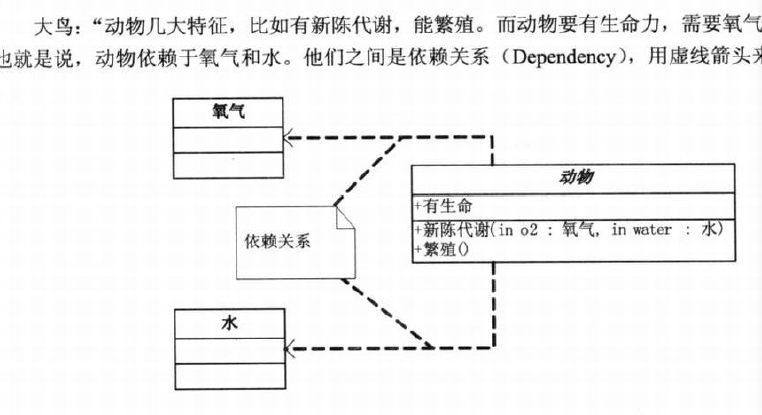 大鸟：“动物几大特征，比如有新陈代谢，能繁殖。而动物要有生命力，需要氧气
也就是说，动物依赖于氧气和水。他们之间是依赖关系（Dependency），用虚线箭头来
氧气
动物
+有生命
+新陈代谢(in o2 : 氧气, in water : 水)
+繁殖()
依赖关系
水